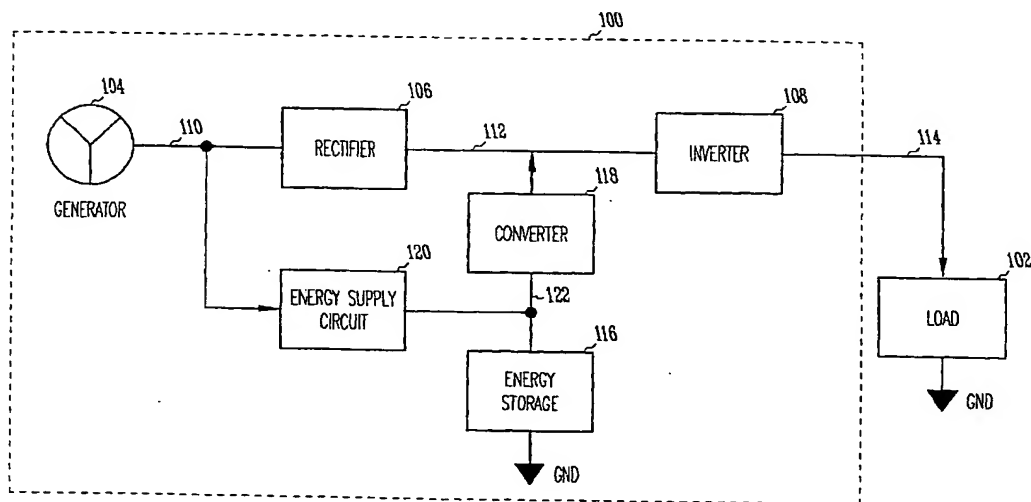 100
104
110
GENERATOR
106
RECTIFIER
112
108
INVERTER
114
118
CONVERTER
120
ENERGY SUPPLY
CIRCUIT
122
116
ENERGY
STORAGE
GND
102
LOAD
GND